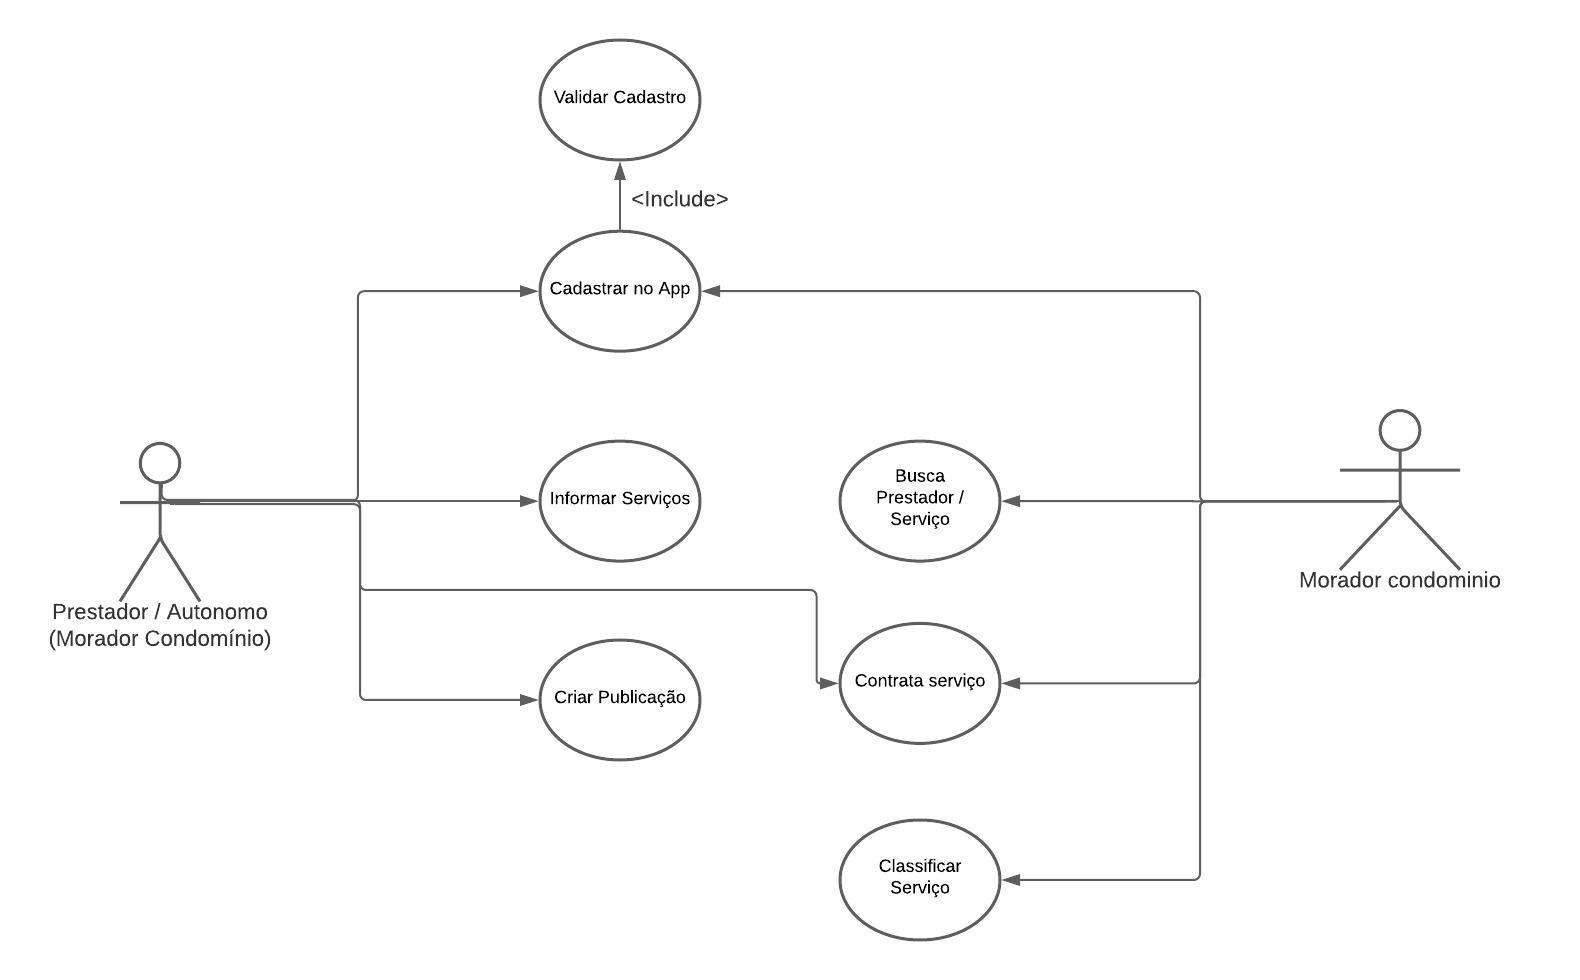 Validar Cadastro
<Include>
Cadastrar no App
Informar Serviços
Busca
Prestador /
Serviço
Morador condominio
Prestador / Autonomo
(Morador Condomínio)
Contrata serviço
Criar Publicação
Classificar
Serviço